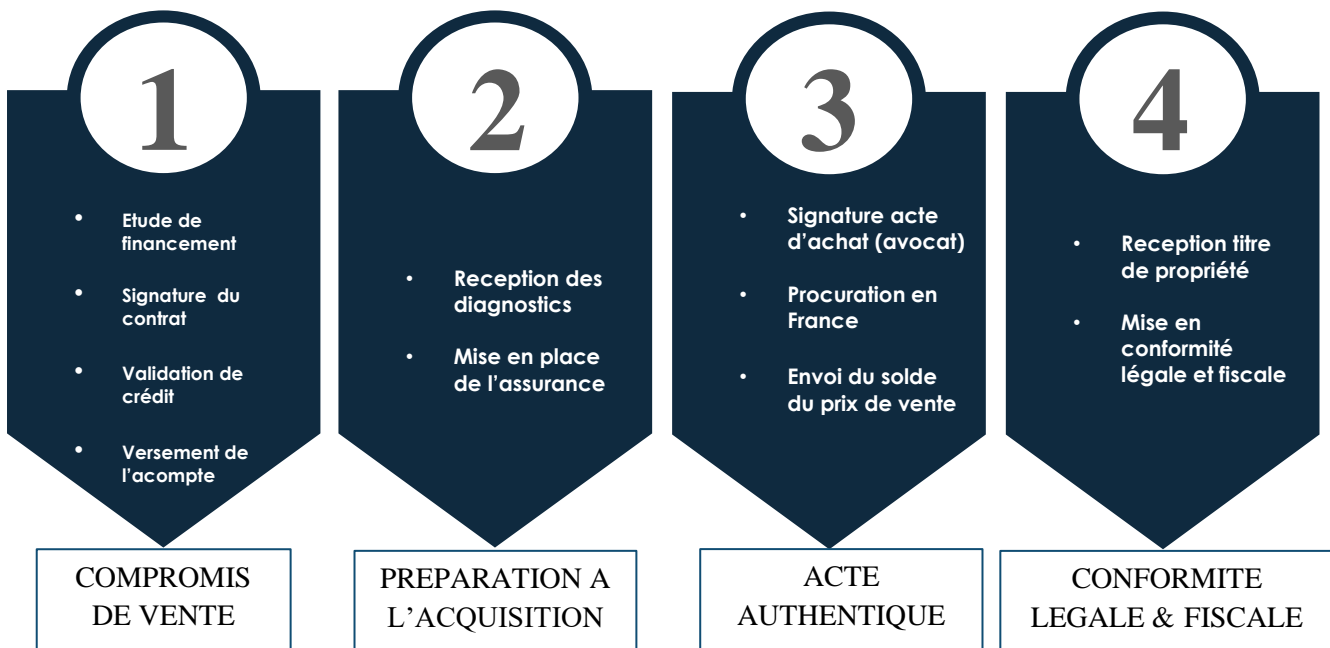 1
• Etude de
financement
• Signature du
contrat
• Validation de
crédit
• Versement de
l’acompte
COMPROMIS
DE VENTE
2
• Reception des
diagnostics
• Mise en place
de l’assurance
PREPARATION A
L’ACQUISITION
3
• Signature acte
d’achat (avocat)
• Procuration en
France
• Envoi du solde
du prix de vente
ACTE
AUTHENTIQUE
4
• Reception titre
de propriété
• Mise en
conformité
légale et fiscale
CONFORMITE
LEGALE & FISCALE